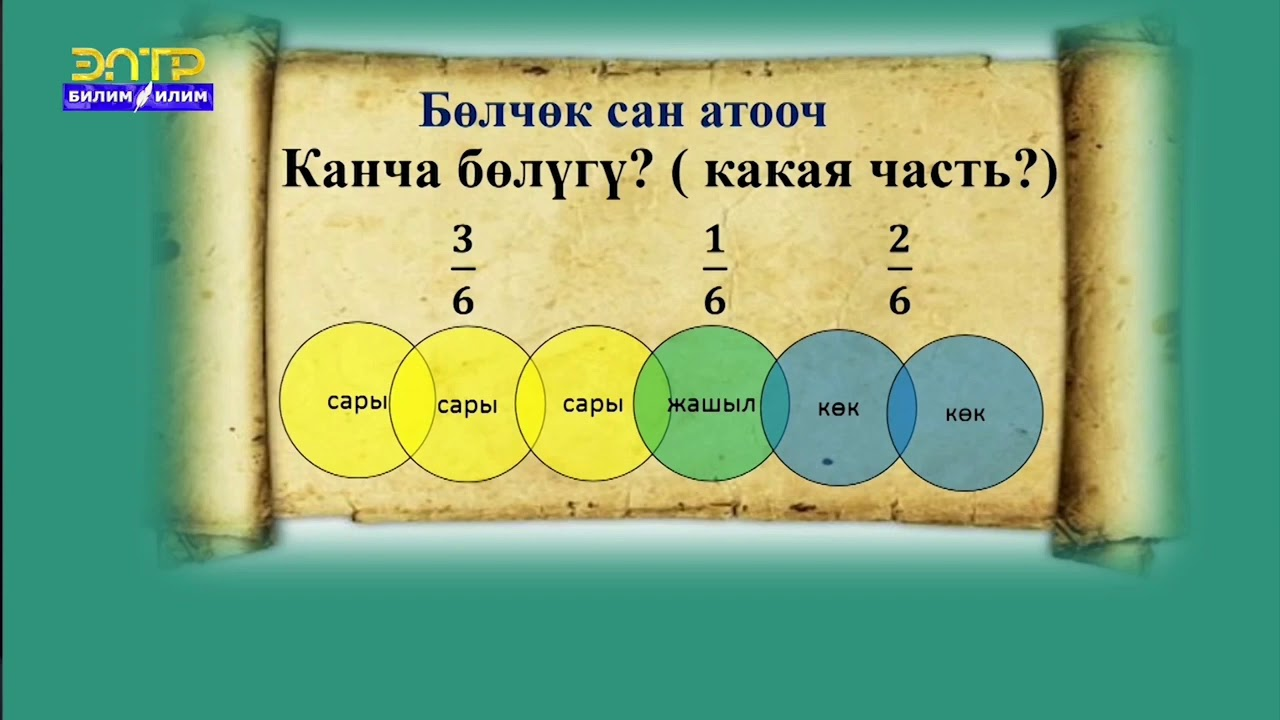 ЭЛТР
БИЛИМ ИЛИМ
Бөлчөк сан атооч
Канча бөлүгү? ( какая часть?)
3/6 1/6 2/6
сары сары сары жашыл көк көк